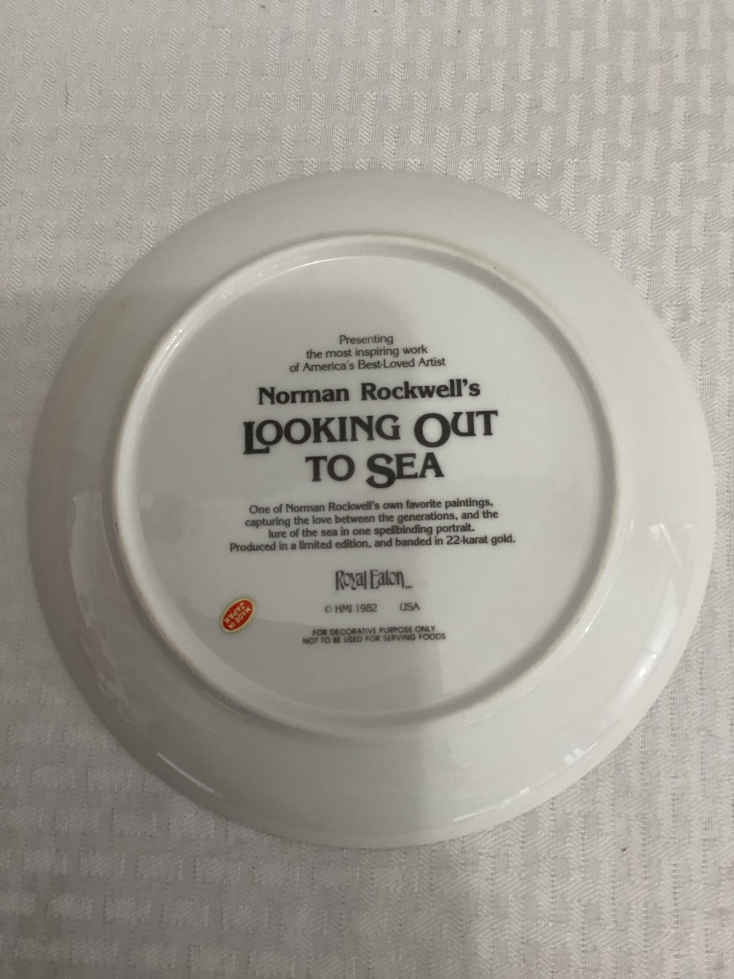 Presenting
the most inspiring work
of America's Best-Loved Artist
Norman Rockwell's
LOOKING OUT
TO SEA
One of Norman Rockwell's own favorite paintings,
capturing the love between the generations, and the
lure of the sea in one spellbinding portrait.
Produced in a limited edition, and banded in 22-karat gold.
Royal Eaton
© HMI 1982 USA
MADE IN
JAPAN
FOR DECORATIVE PURPOSE ONLY
NOT TO BE USED FOR SERVING FOODS